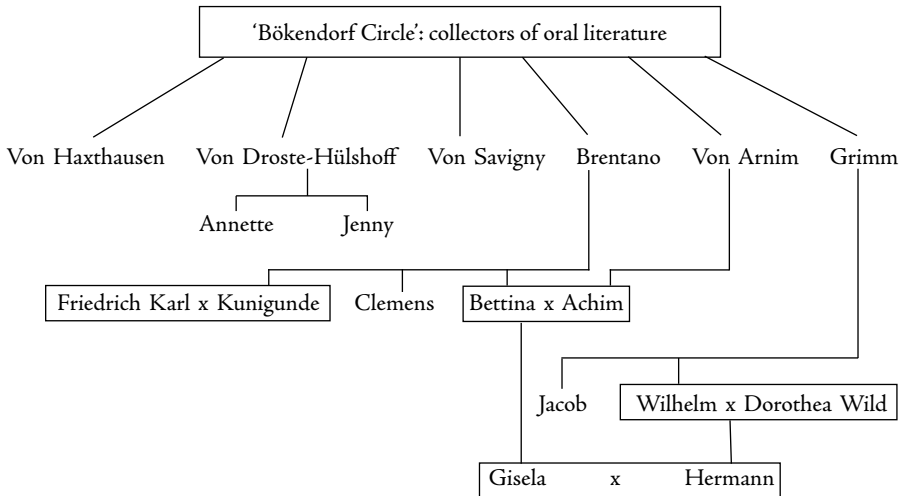 ‘Bökendorf Circle’: collectors of oral literature
Von Haxthausen Von Droste-Hülshoff Von Savigny Brentano Von Arnim Grimm
Annette Jenny
Friedrich Karl x Kunigunde Clemens Bettina x Achim
Jacob Wilhelm x Dorothea Wild
Gisela x Hermann